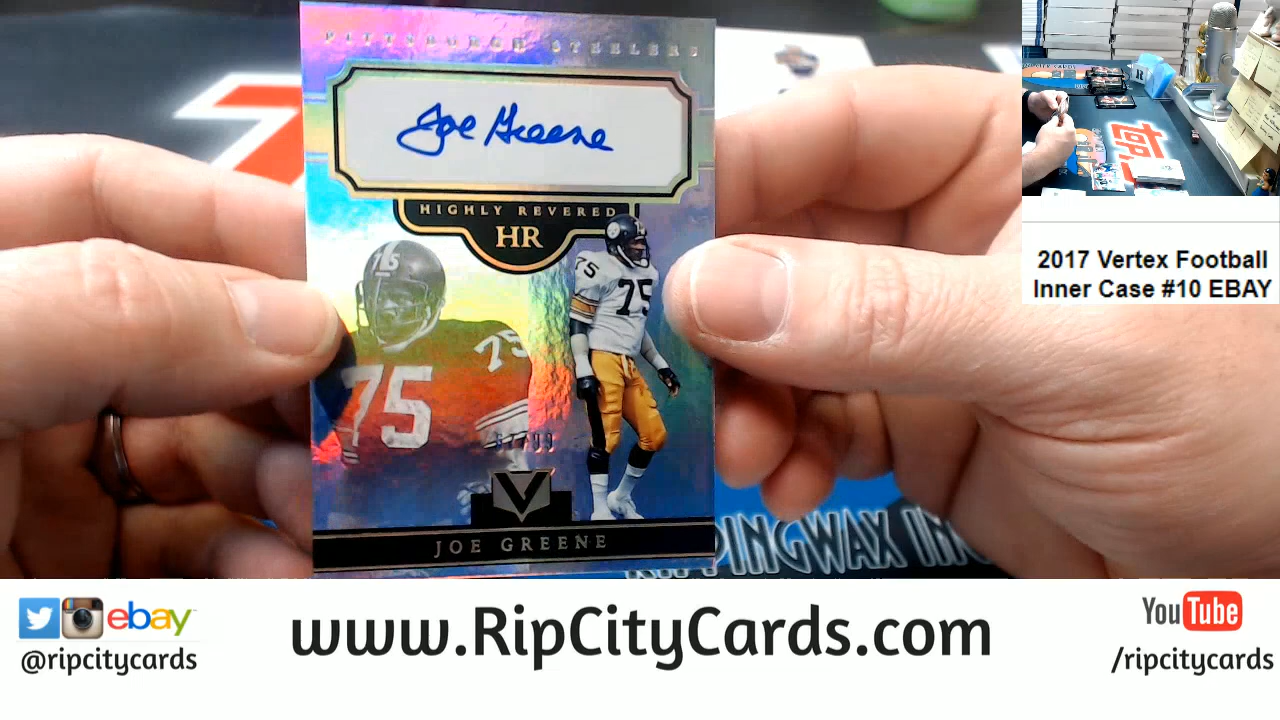 PITTSBURGH STEELERS
Joe Greene
HIGHLY REVERED
HR
75
75
75
75
75
V
JOE GREENE
2017 Vertex Football
Inner Case #10 EBAY
ebay
@ripcitycards
www.RipCityCards.com
YouTube
/ripcitycards